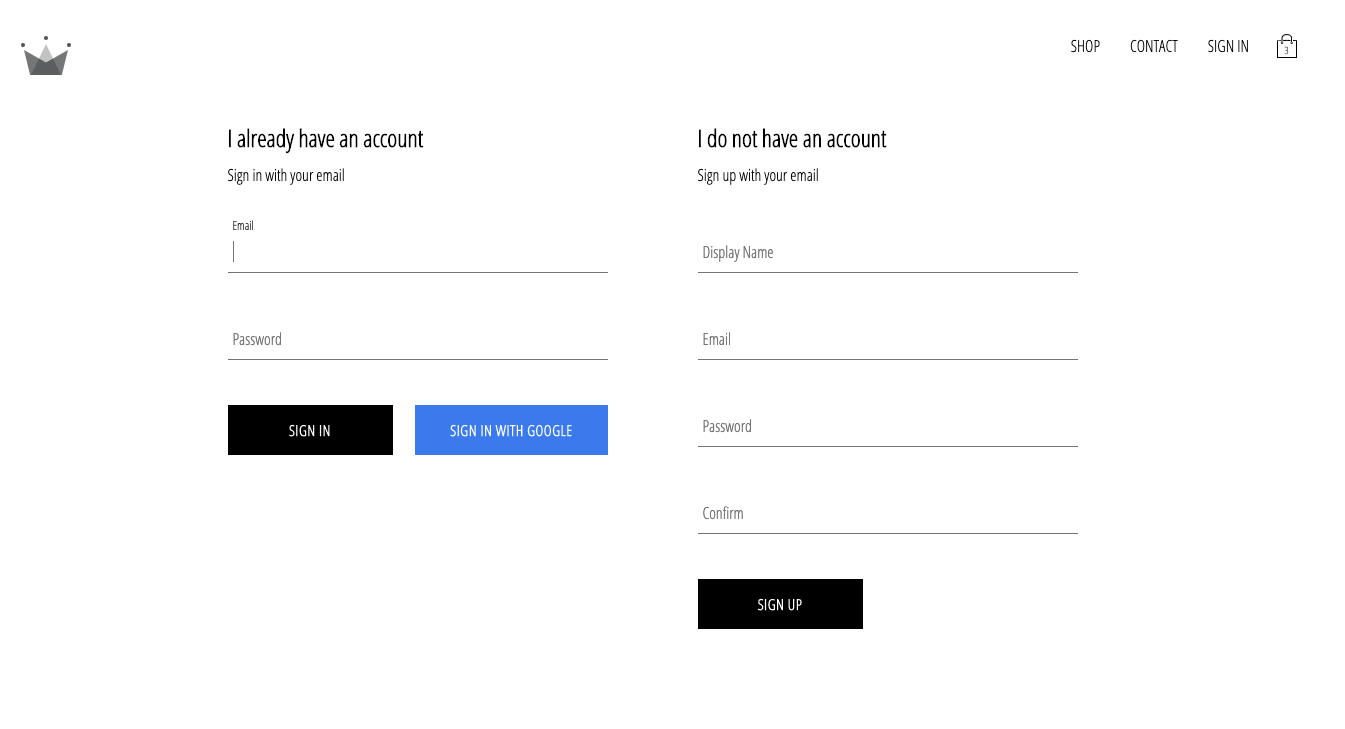 SHOP CONTACT SIGN IN 3
I already have an account
Sign in with your email
Email
Password
SIGN IN SIGN IN WITH GOOGLE
I do not have an account
Sign up with your email
Display Name
Email
Password
Confirm
SIGN UP